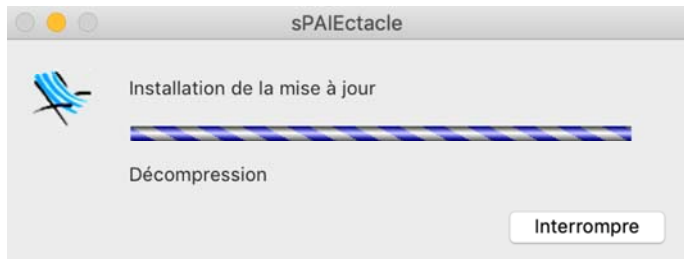 sPAIEctacle
Installation de la mise à jour
Décompression
Interrompre